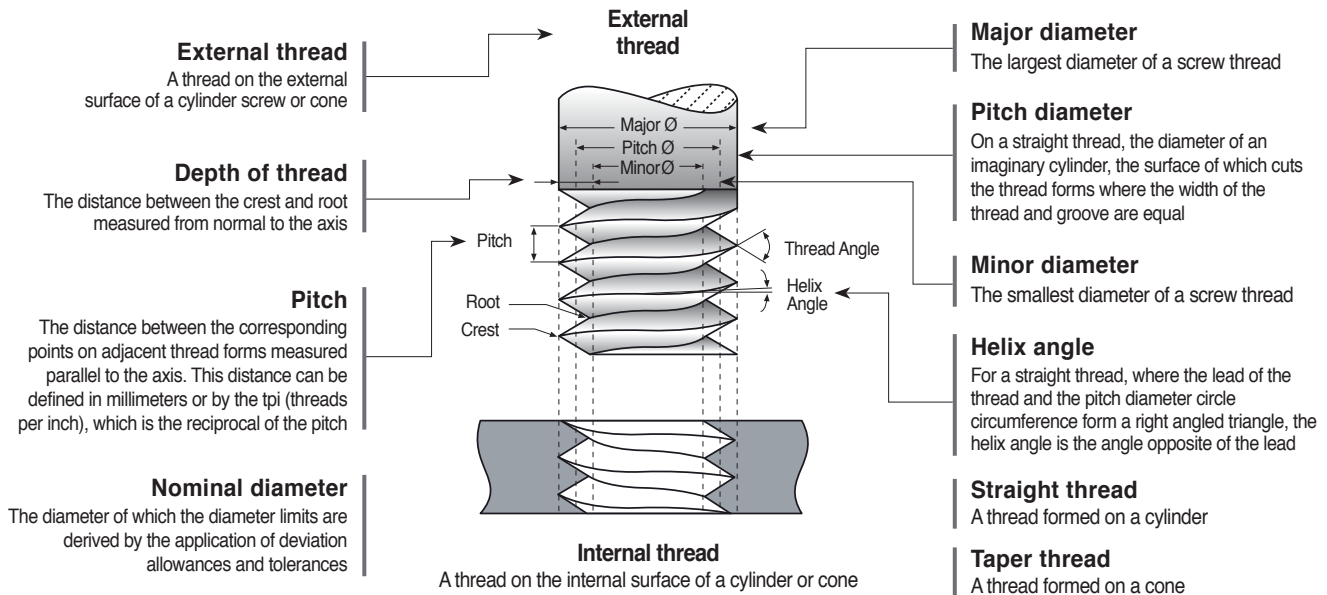 External thread
A thread on the external
surface of a cylinder screw or cone
Depth of thread
The distance between the crest and root
measured from normal to the axis
Pitch
The distance between the corresponding
points on adjacent thread forms measured
parallel to the axis. This distance can be
defined in millimeters or by the tpi (threads
per inch), which is the reciprocal of the pitch
Nominal diameter
The diameter of which the diameter limits are
derived by the application of deviation
allowances and tolerances
External
thread
Major Ø
Pitch Ø
Minor Ø
Pitch
Thread Angle
Helix
Angle
Root
Crest
Internal thread
A thread on the internal surface of a cylinder or cone
Major diameter
The largest diameter of a screw thread
Pitch diameter
On a straight thread, the diameter of an
imaginary cylinder, the surface of which cuts
the thread forms where the width of the
thread and groove are equal
Minor diameter
The smallest diameter of a screw thread
Helix angle
For a straight thread, where the lead of the
thread and the pitch diameter circle
circumference form a right angled triangle, the
helix angle is the angle opposite of the lead
Straight thread
A thread formed on a cylinder
Taper thread
A thread formed on a cone